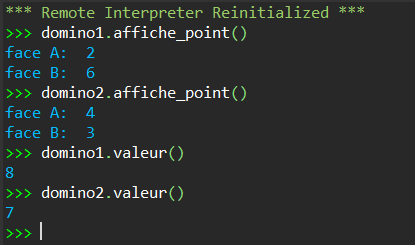 *** Remote Interpreter Reinitialized ***
>>> domino1.affiche_point()
face A:  2
face B:  6
>>> domino2.affiche_point()
face A:  4
face B:  3
>>> domino1.valeur()
8
>>> domino2.valeur()
7
>>>